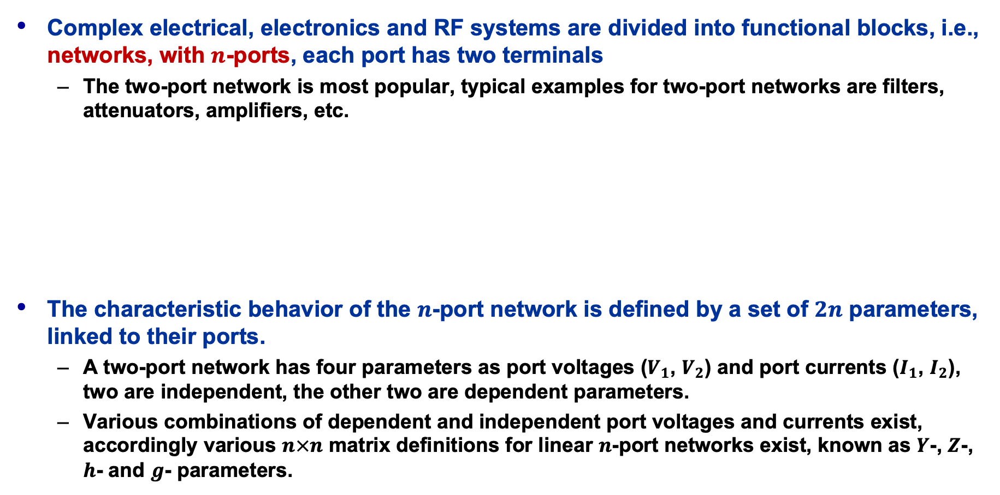 • Complex electrical, electronics and RF systems are divided into functional blocks, i.e.,
networks, with n-ports, each port has two terminals
– The two-port network is most popular, typical examples for two-port networks are filters,
attenuators, amplifiers, etc.
• The characteristic behavior of the n-port network is defined by a set of 2n parameters,
linked to their ports.
– A two-port network has four parameters as port voltages (V₁, V₂) and port currents (I₁, I₂),
two are independent, the other two are dependent parameters.
– Various combinations of dependent and independent port voltages and currents exist,
accordingly various n×n matrix definitions for linear n-port networks exist, known as Y-, Z-,
h- and g- parameters.